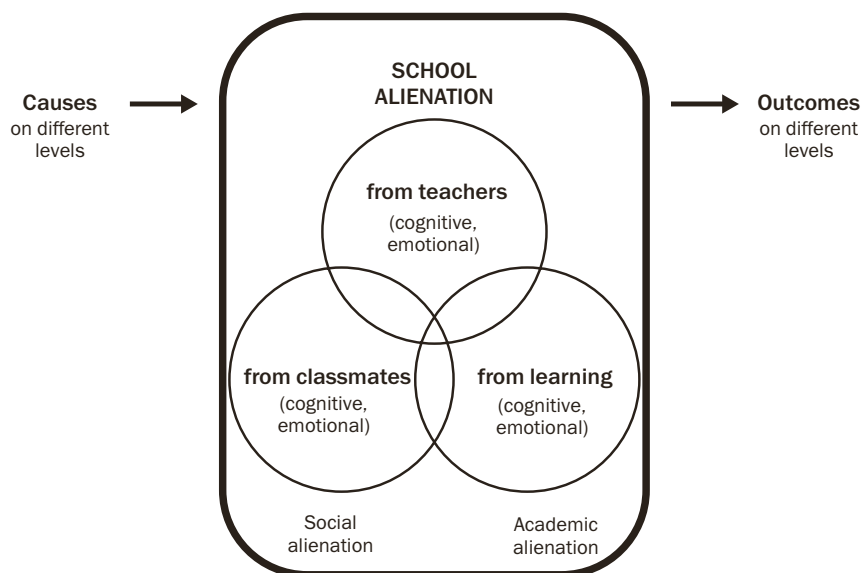 SCHOOL
ALIENATION
Causes
on different
levels
Outcomes
on different
levels
from teachers
(cognitive,
emotional)
from classmates
(cognitive,
emotional)
from learning
(cognitive,
emotional)
Social
alienation
Academic
alienation